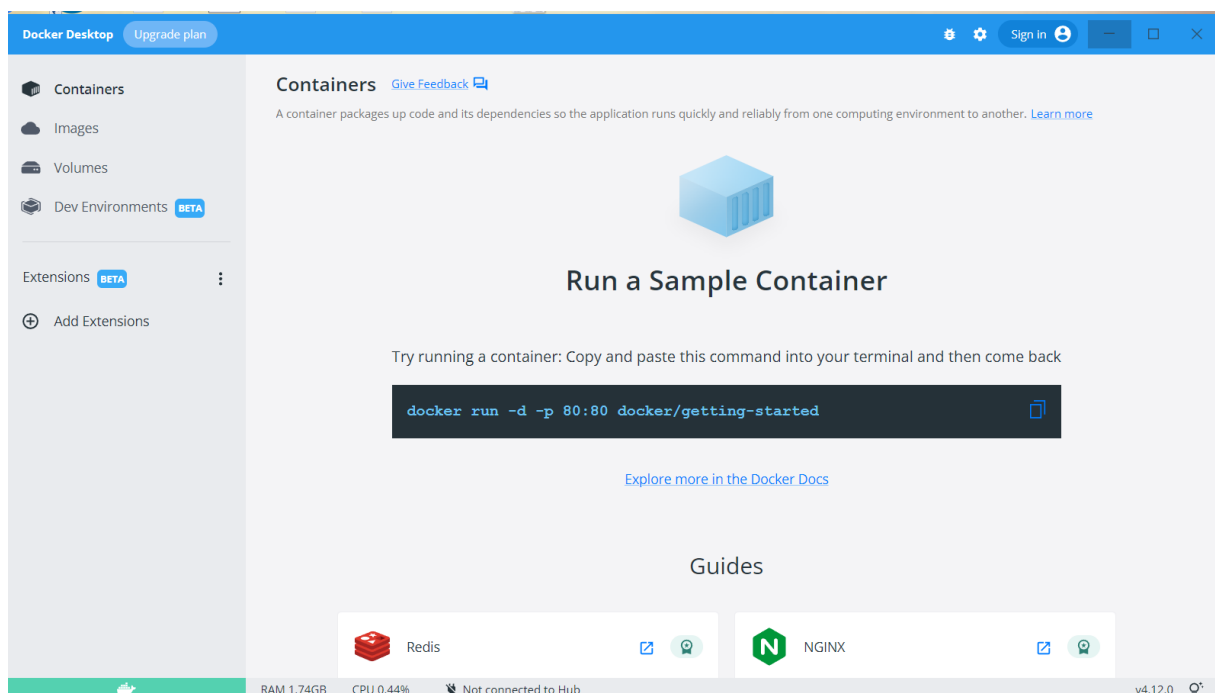 Docker Desktop Upgrade plan Sign in
Containers
Images
Volumes
Dev Environments BETA
Extensions BETA
Add Extensions
Containers Give Feedback
A container packages up code and its dependencies so the application runs quickly and reliably from one computing environment to another. Learn more
Run a Sample Container
Try running a container: Copy and paste this command into your terminal and then come back
docker run -d -p 80:80 docker/getting-started
Explore more in the Docker Docs
Guides
Redis
NGINX
RAM 1.74GB CPU 0.44% Not connected to Hub v4.12.0